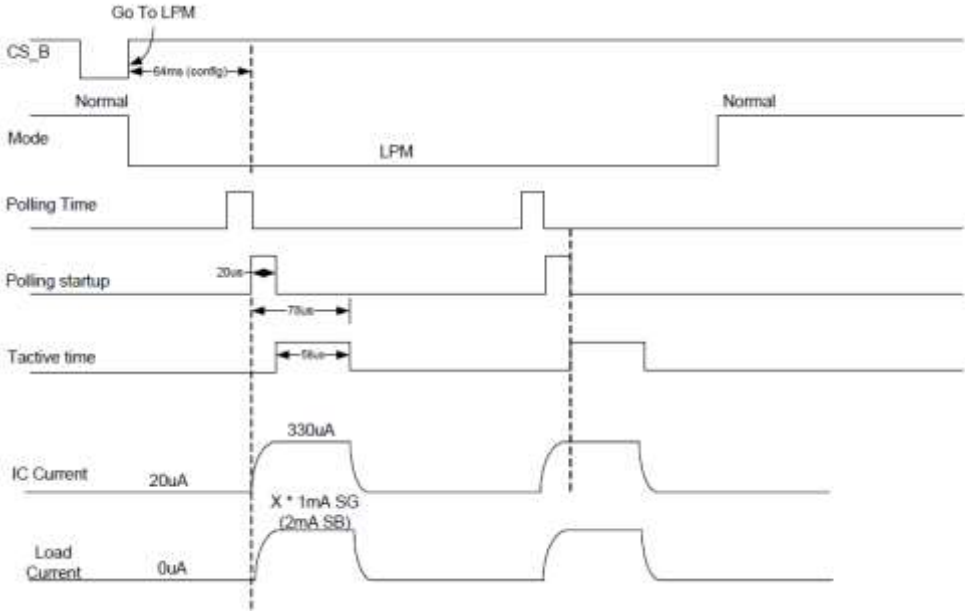 Go To LPM
CS_B
64ms (config)
Normal
Normal
Mode
LPM
Polling Time
20us
Polling startup
78us
58us
Tactive time
330uA
IC Current
20uA
X * 1mA SG
(2mA SB)
Load
Current
0uA